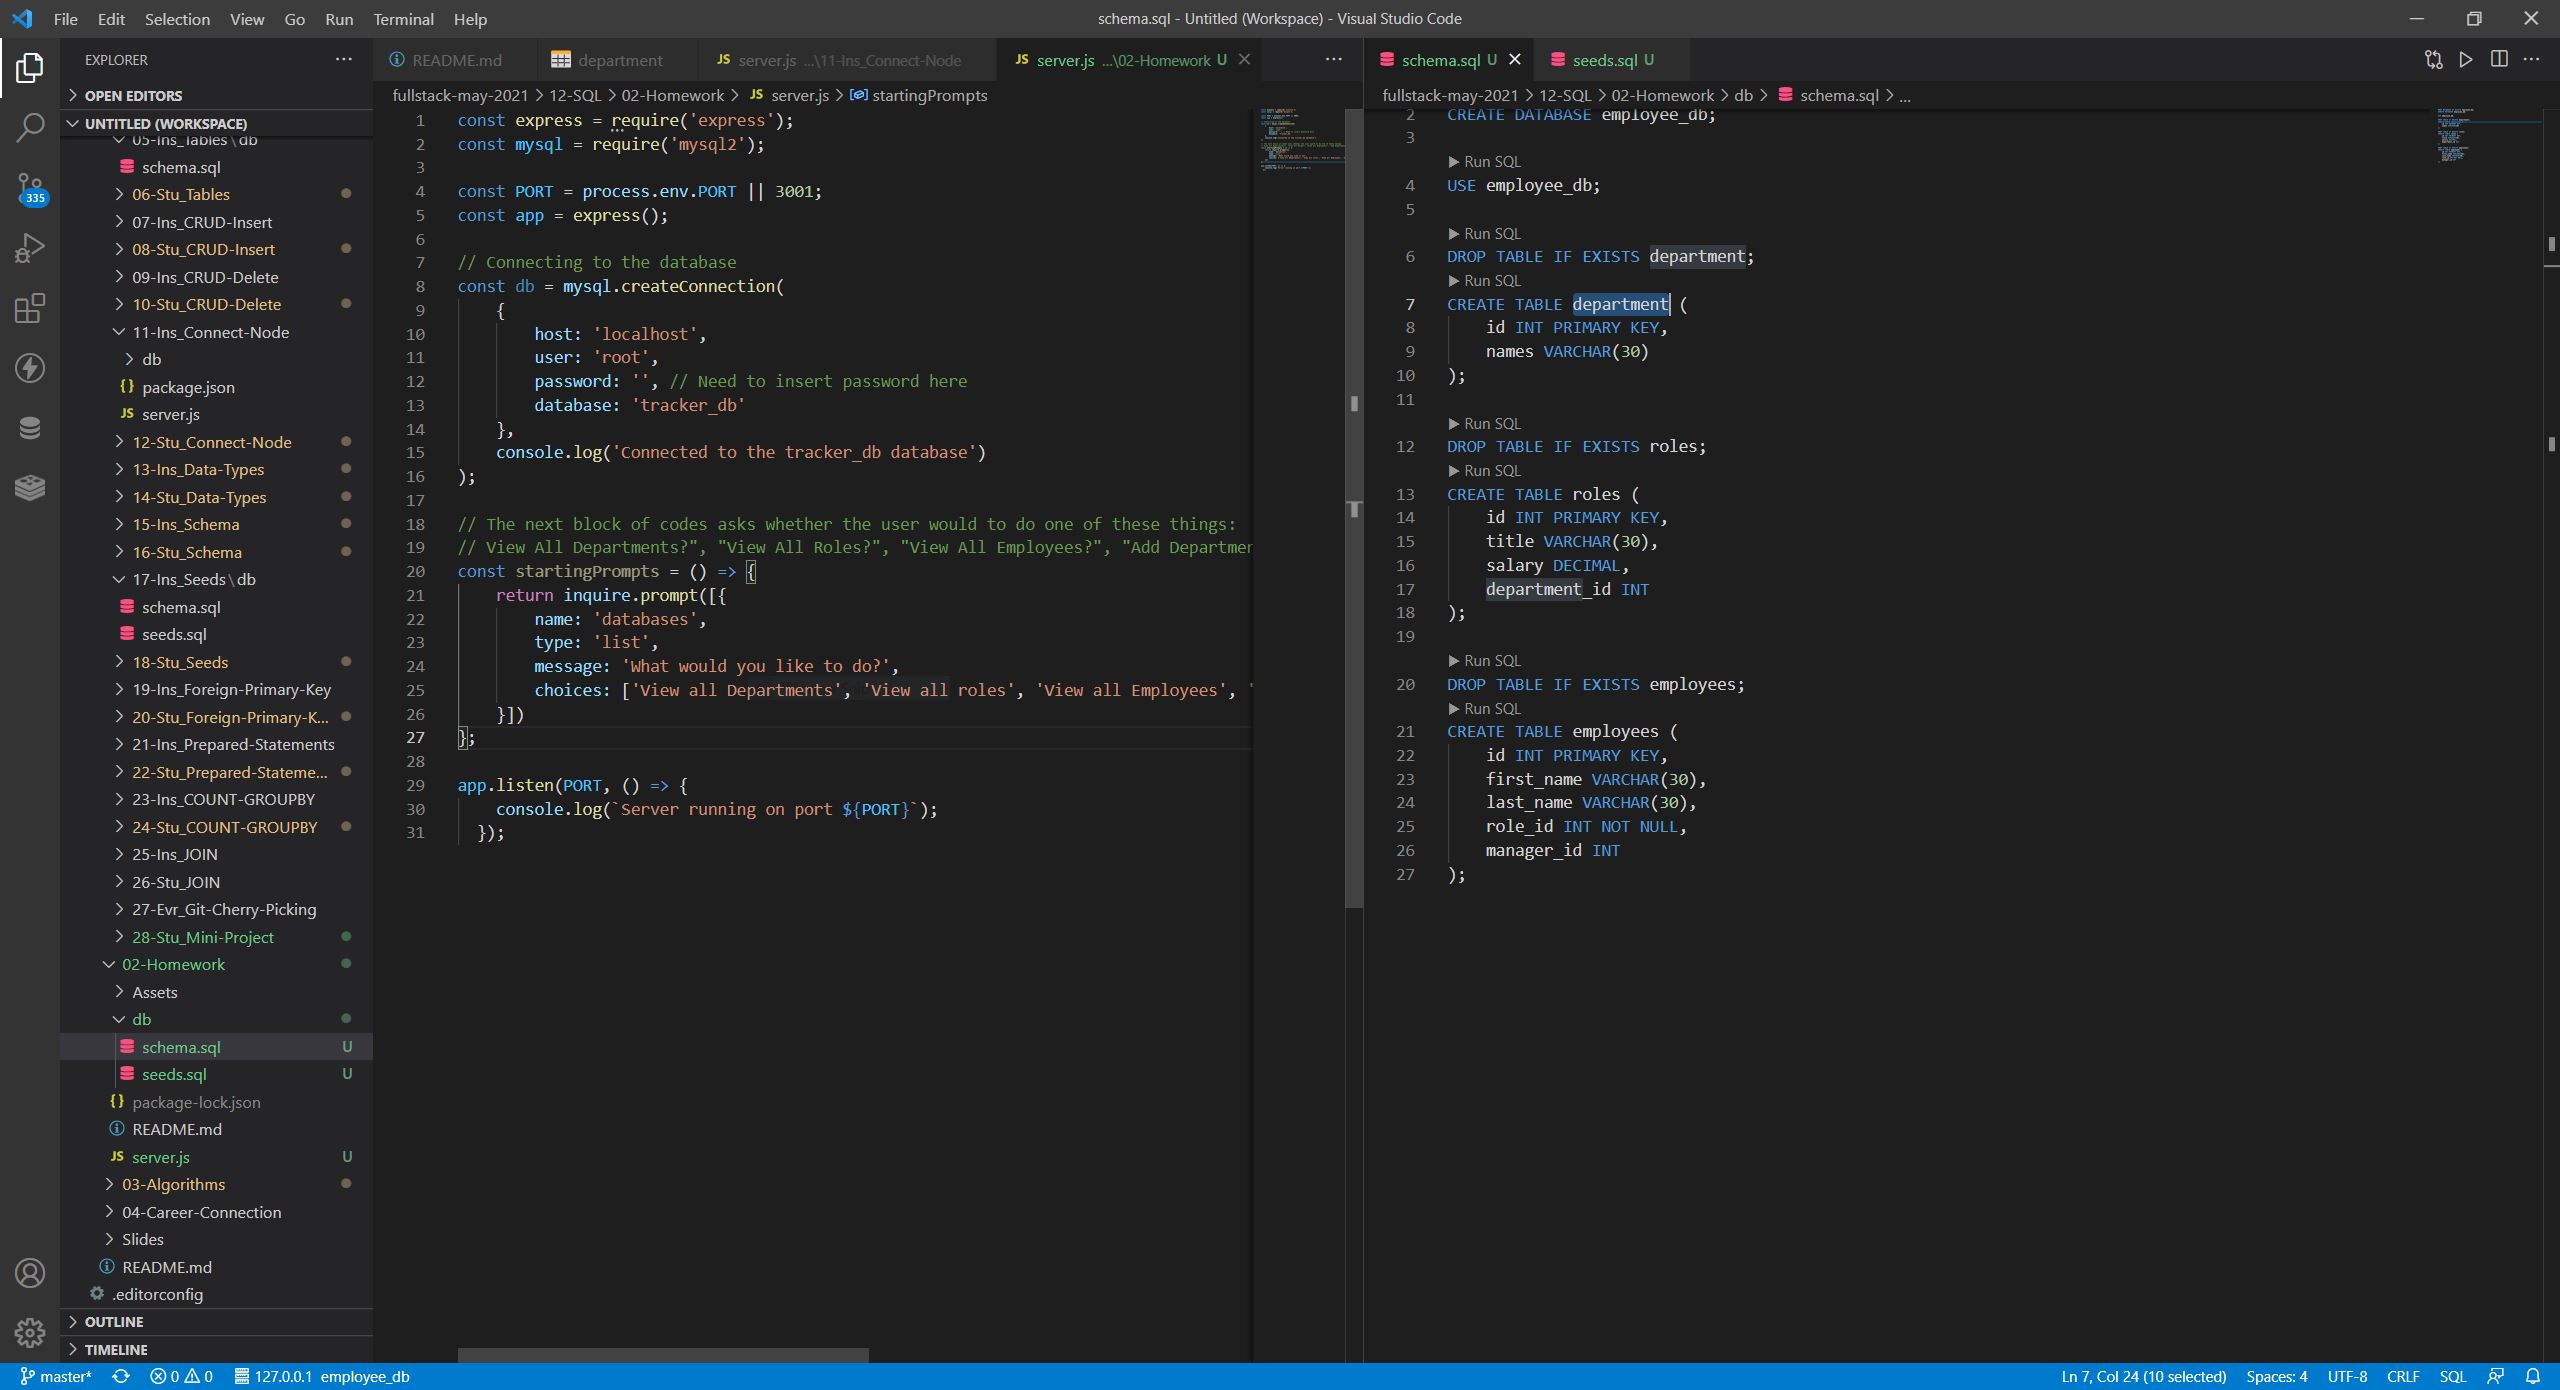 File Edit Selection View Go Run Terminal Help
schema.sql - Untitled (Workspace) - Visual Studio Code
EXPLORER
OPEN EDITORS
UNTITLED (WORKSPACE)
05-Ins_Tables\db
schema.sql
06-Stu_Tables
07-Ins_CRUD-Insert
08-Stu_CRUD-Insert
09-Ins_CRUD-Delete
10-Stu_CRUD-Delete
11-Ins_Connect-Node
db
package.json
server.js
12-Stu_Connect-Node
13-Ins_Data-Types
14-Stu_Data-Types
15-Ins_Schema
16-Stu_Schema
17-Ins_Seeds\db
schema.sql
seeds.sql
18-Stu_Seeds
19-Ins_Foreign-Primary-Key
20-Stu_Foreign-Primary-K...
21-Ins_Prepared-Statements
22-Stu_Prepared-Stateme...
23-Ins_COUNT-GROUPBY
24-Stu_COUNT-GROUPBY
25-Ins_JOIN
26-Stu_JOIN
27-Evr_Git-Cherry-Picking
28-Stu_Mini-Project
02-Homework
Assets
db
schema.sql U
seeds.sql U
package-lock.json
README.md
server.js U
03-Algorithms
04-Career-Connection
Slides
README.md
.editorconfig
OUTLINE
TIMELINE
335
README.md department JS server.js ...\11-Ins_Connect-Node JS server.js ...\02-Homework U
fullstack-may-2021 > 12-SQL > 02-Homework > JS server.js > startingPrompts
1 const express = require('express');
2 const mysql = require('mysql2');
3
4 const PORT = process.env.PORT || 3001;
5 const app = express();
6
7 // Connecting to the database
8 const db = mysql.createConnection(
9 {
10 host: 'localhost',
11 user: 'root',
12 password: '', // Need to insert password here
13 database: 'tracker_db'
14 },
15 console.log('Connected to the tracker_db database')
16 );
17
18 // The next block of codes asks whether the user would to do one of these things:
19 // View All Departments?", "View All Roles?", "View All Employees?", "Add Departmen
20 const startingPrompts = () => {
21 return inquire.prompt([{
22 name: 'databases',
23 type: 'list',
24 message: 'What would you like to do?',
25 choices: ['View all Departments', 'View all roles', 'View all Employees', '
26 }])
27 };
28
29 app.listen(PORT, () => {
30 console.log(`Server running on port ${PORT}`);
31 });
schema.sql U seeds.sql U
fullstack-may-2021 > 12-SQL > 02-Homework > db > schema.sql > ...
2 CREATE DATABASE employee_db;
3
Run SQL
4 USE employee_db;
5
Run SQL
6 DROP TABLE IF EXISTS department;
Run SQL
7 CREATE TABLE department (
8 id INT PRIMARY KEY,
9 names VARCHAR(30)
10 );
11
Run SQL
12 DROP TABLE IF EXISTS roles;
Run SQL
13 CREATE TABLE roles (
14 id INT PRIMARY KEY,
15 title VARCHAR(30),
16 salary DECIMAL,
17 department_id INT
18 );
19
Run SQL
20 DROP TABLE IF EXISTS employees;
Run SQL
21 CREATE TABLE employees (
22 id INT PRIMARY KEY,
23 first_name VARCHAR(30),
24 last_name VARCHAR(30),
25 role_id INT NOT NULL,
26 manager_id INT
27 );
master* 0 0 127.0.0.1 employee_db
Ln 7, Col 24 (10 selected) Spaces: 4 UTF-8 CRLF SQL